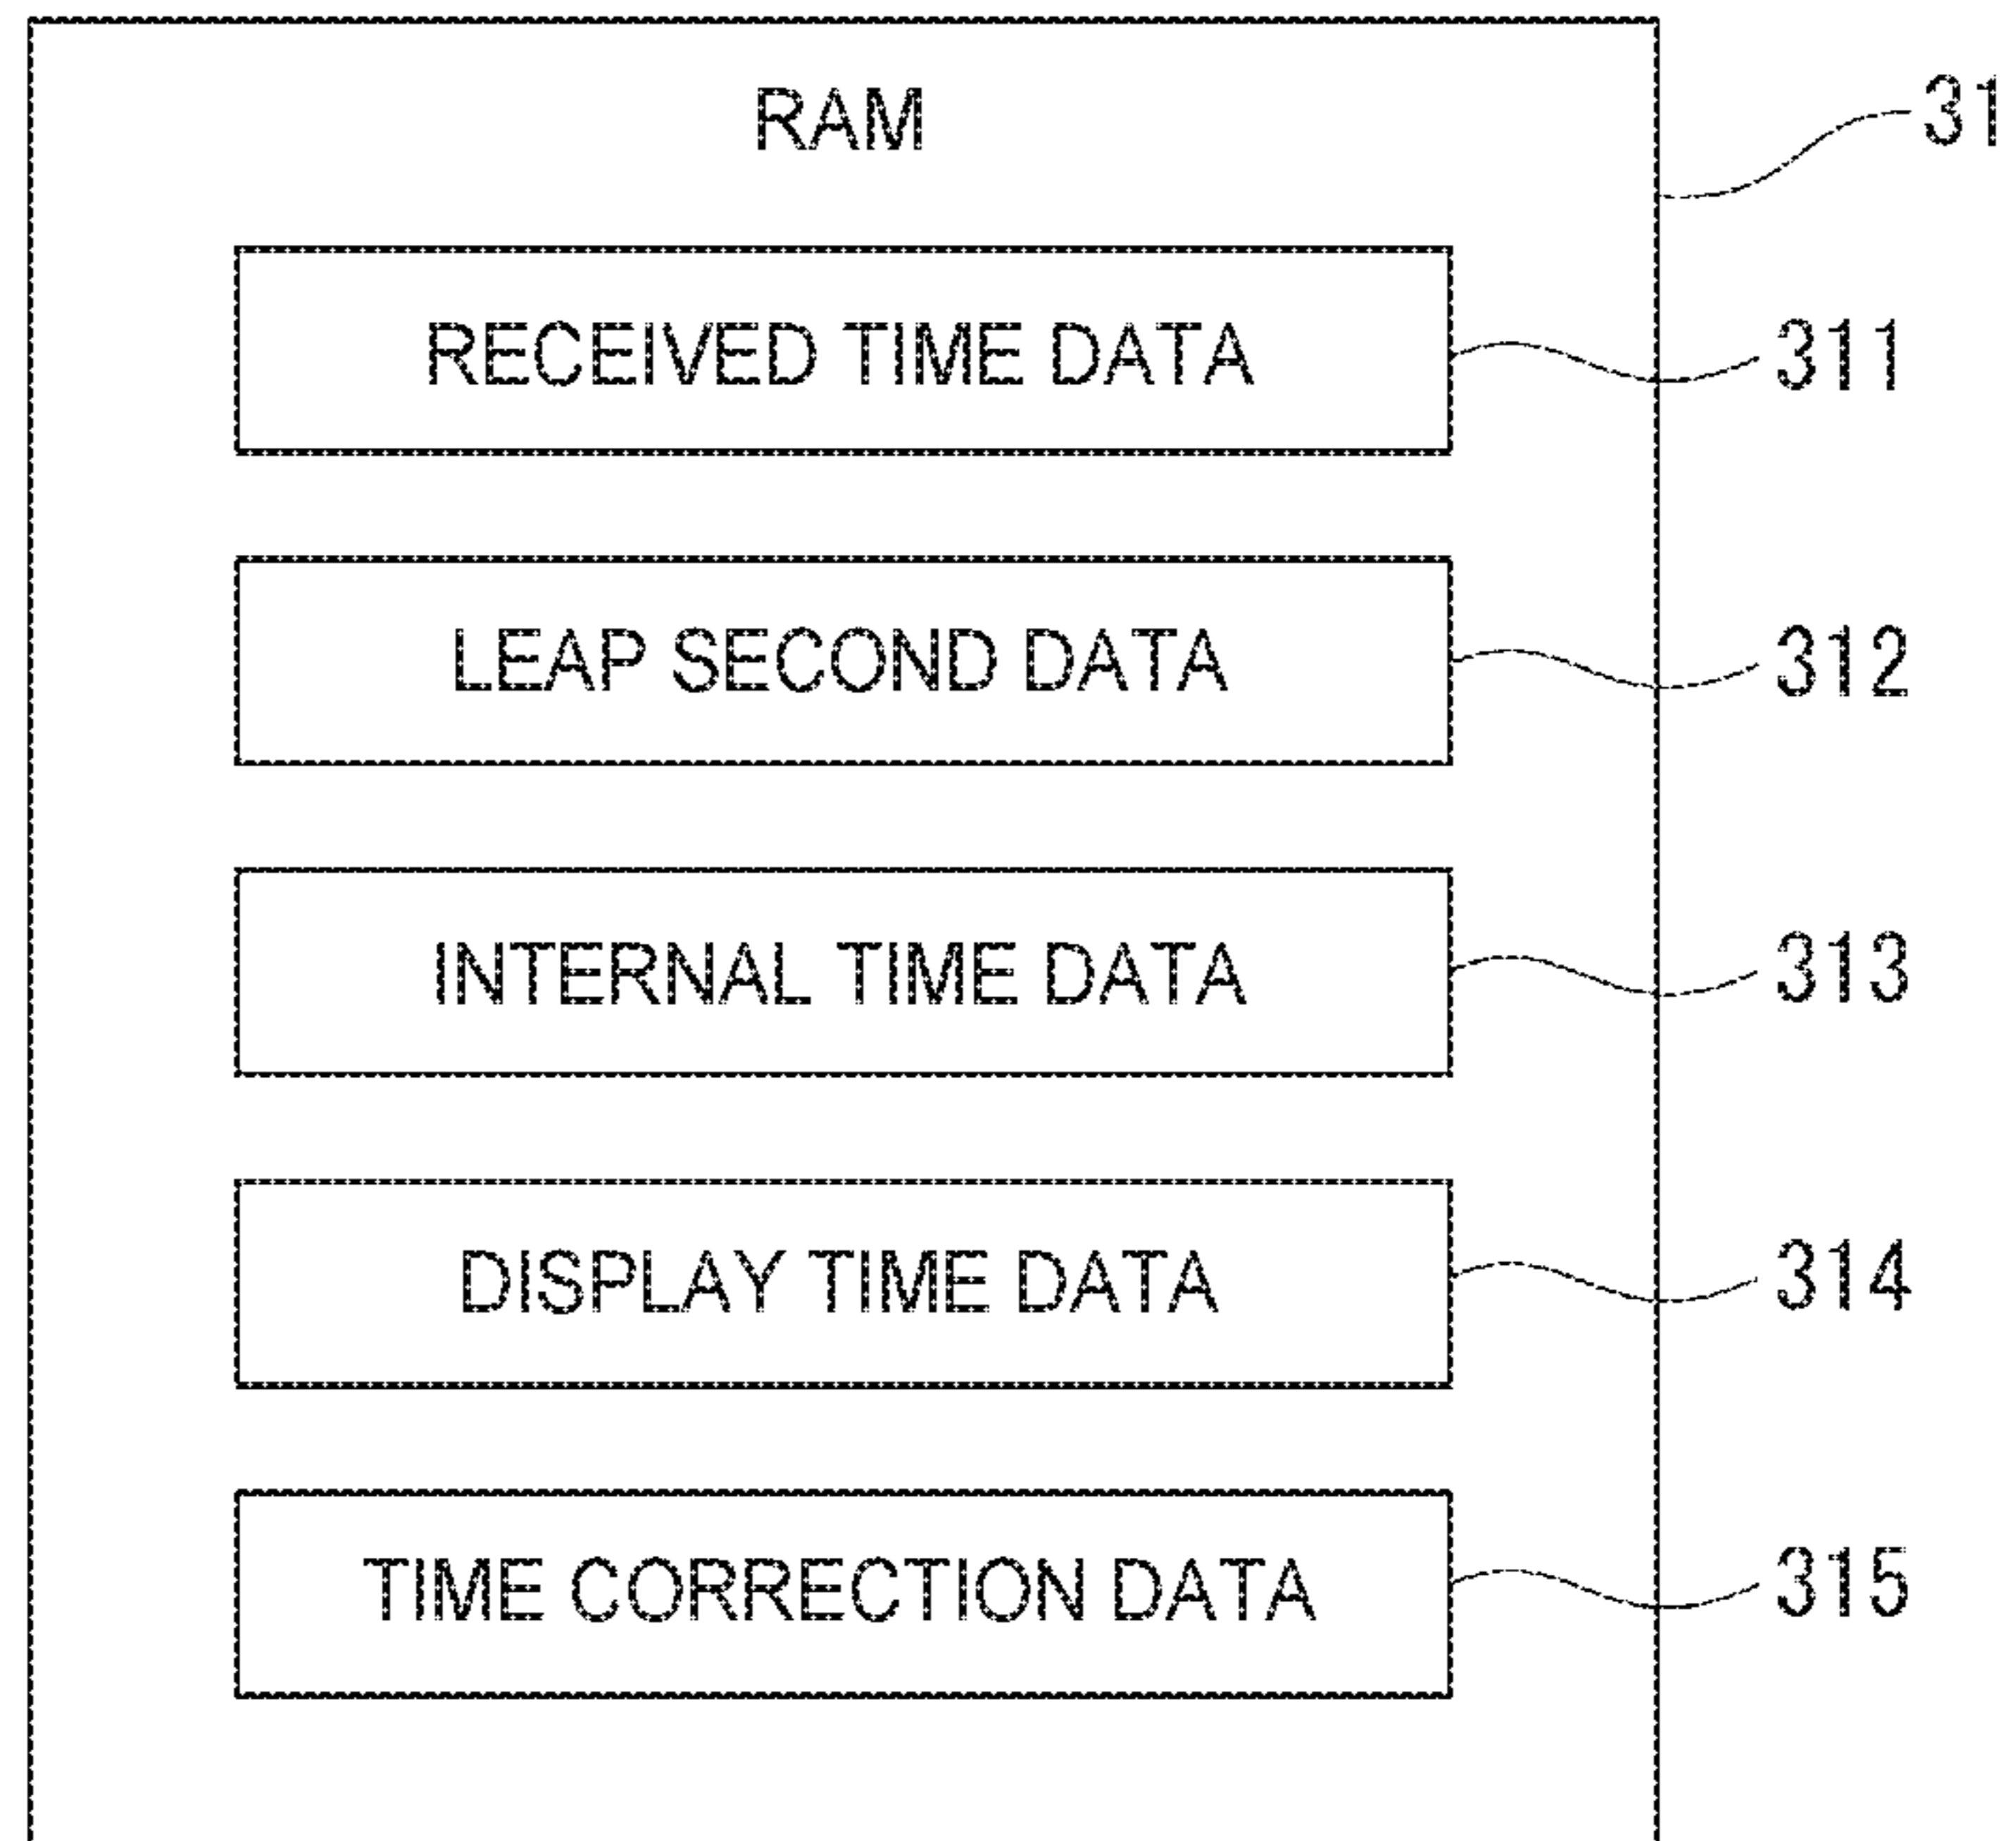 RAM
31
RECEIVED TIME DATA
311
LEAP SECOND DATA
312
INTERNAL TIME DATA
313
DISPLAY TIME DATA
314
TIME CORRECTION DATA
315